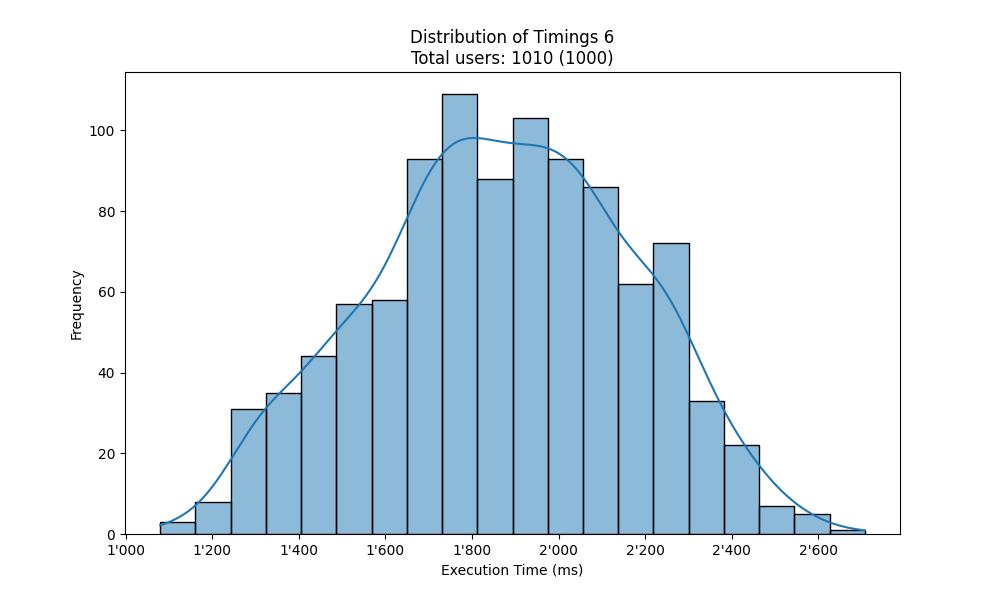 Distribution of Timings 6
Total users: 1010 (1000)
Frequency
100
80
60
40
20
0
1'000 1'200 1'400 1'600 1'800 2'000 2'200 2'400 2'600
Execution Time (ms)